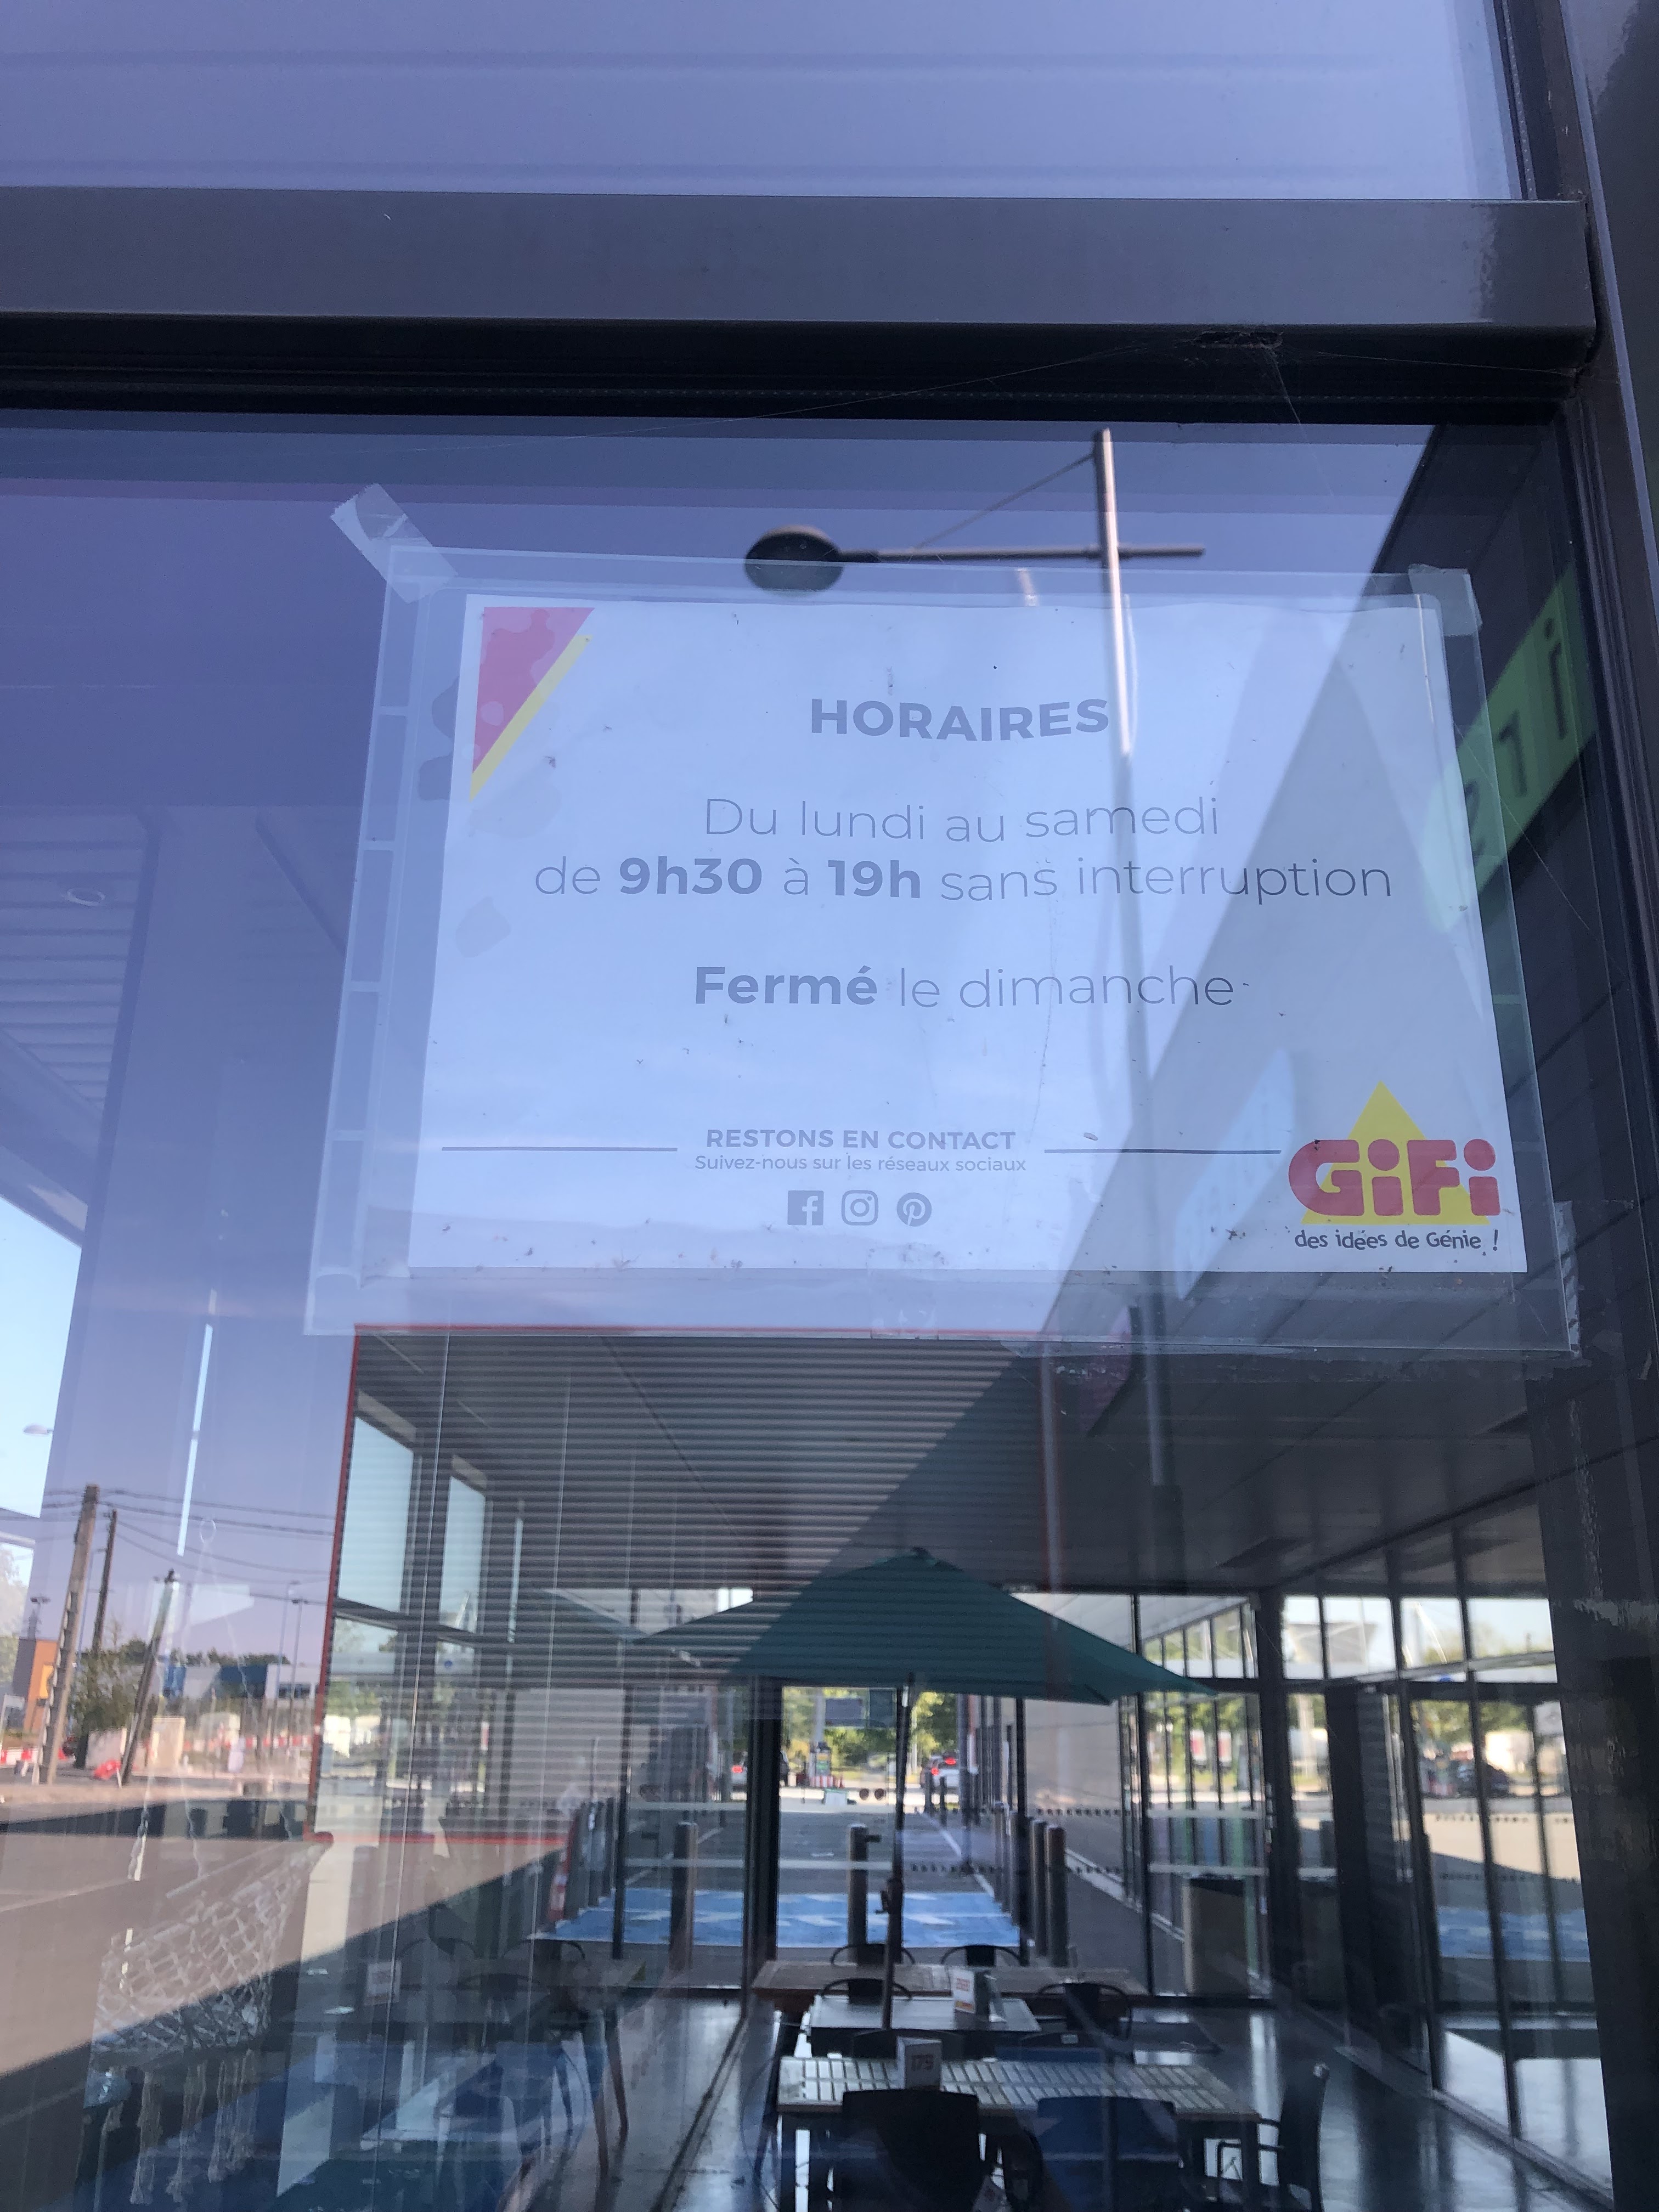 HORAIRES
Du lundi au samedi
de 9h30 à 19h sans interruption
Fermé le dimanche
RESTONS EN CONTACT
Suivez-nous sur les réseaux sociaux
GiFi
des idées de Génie !